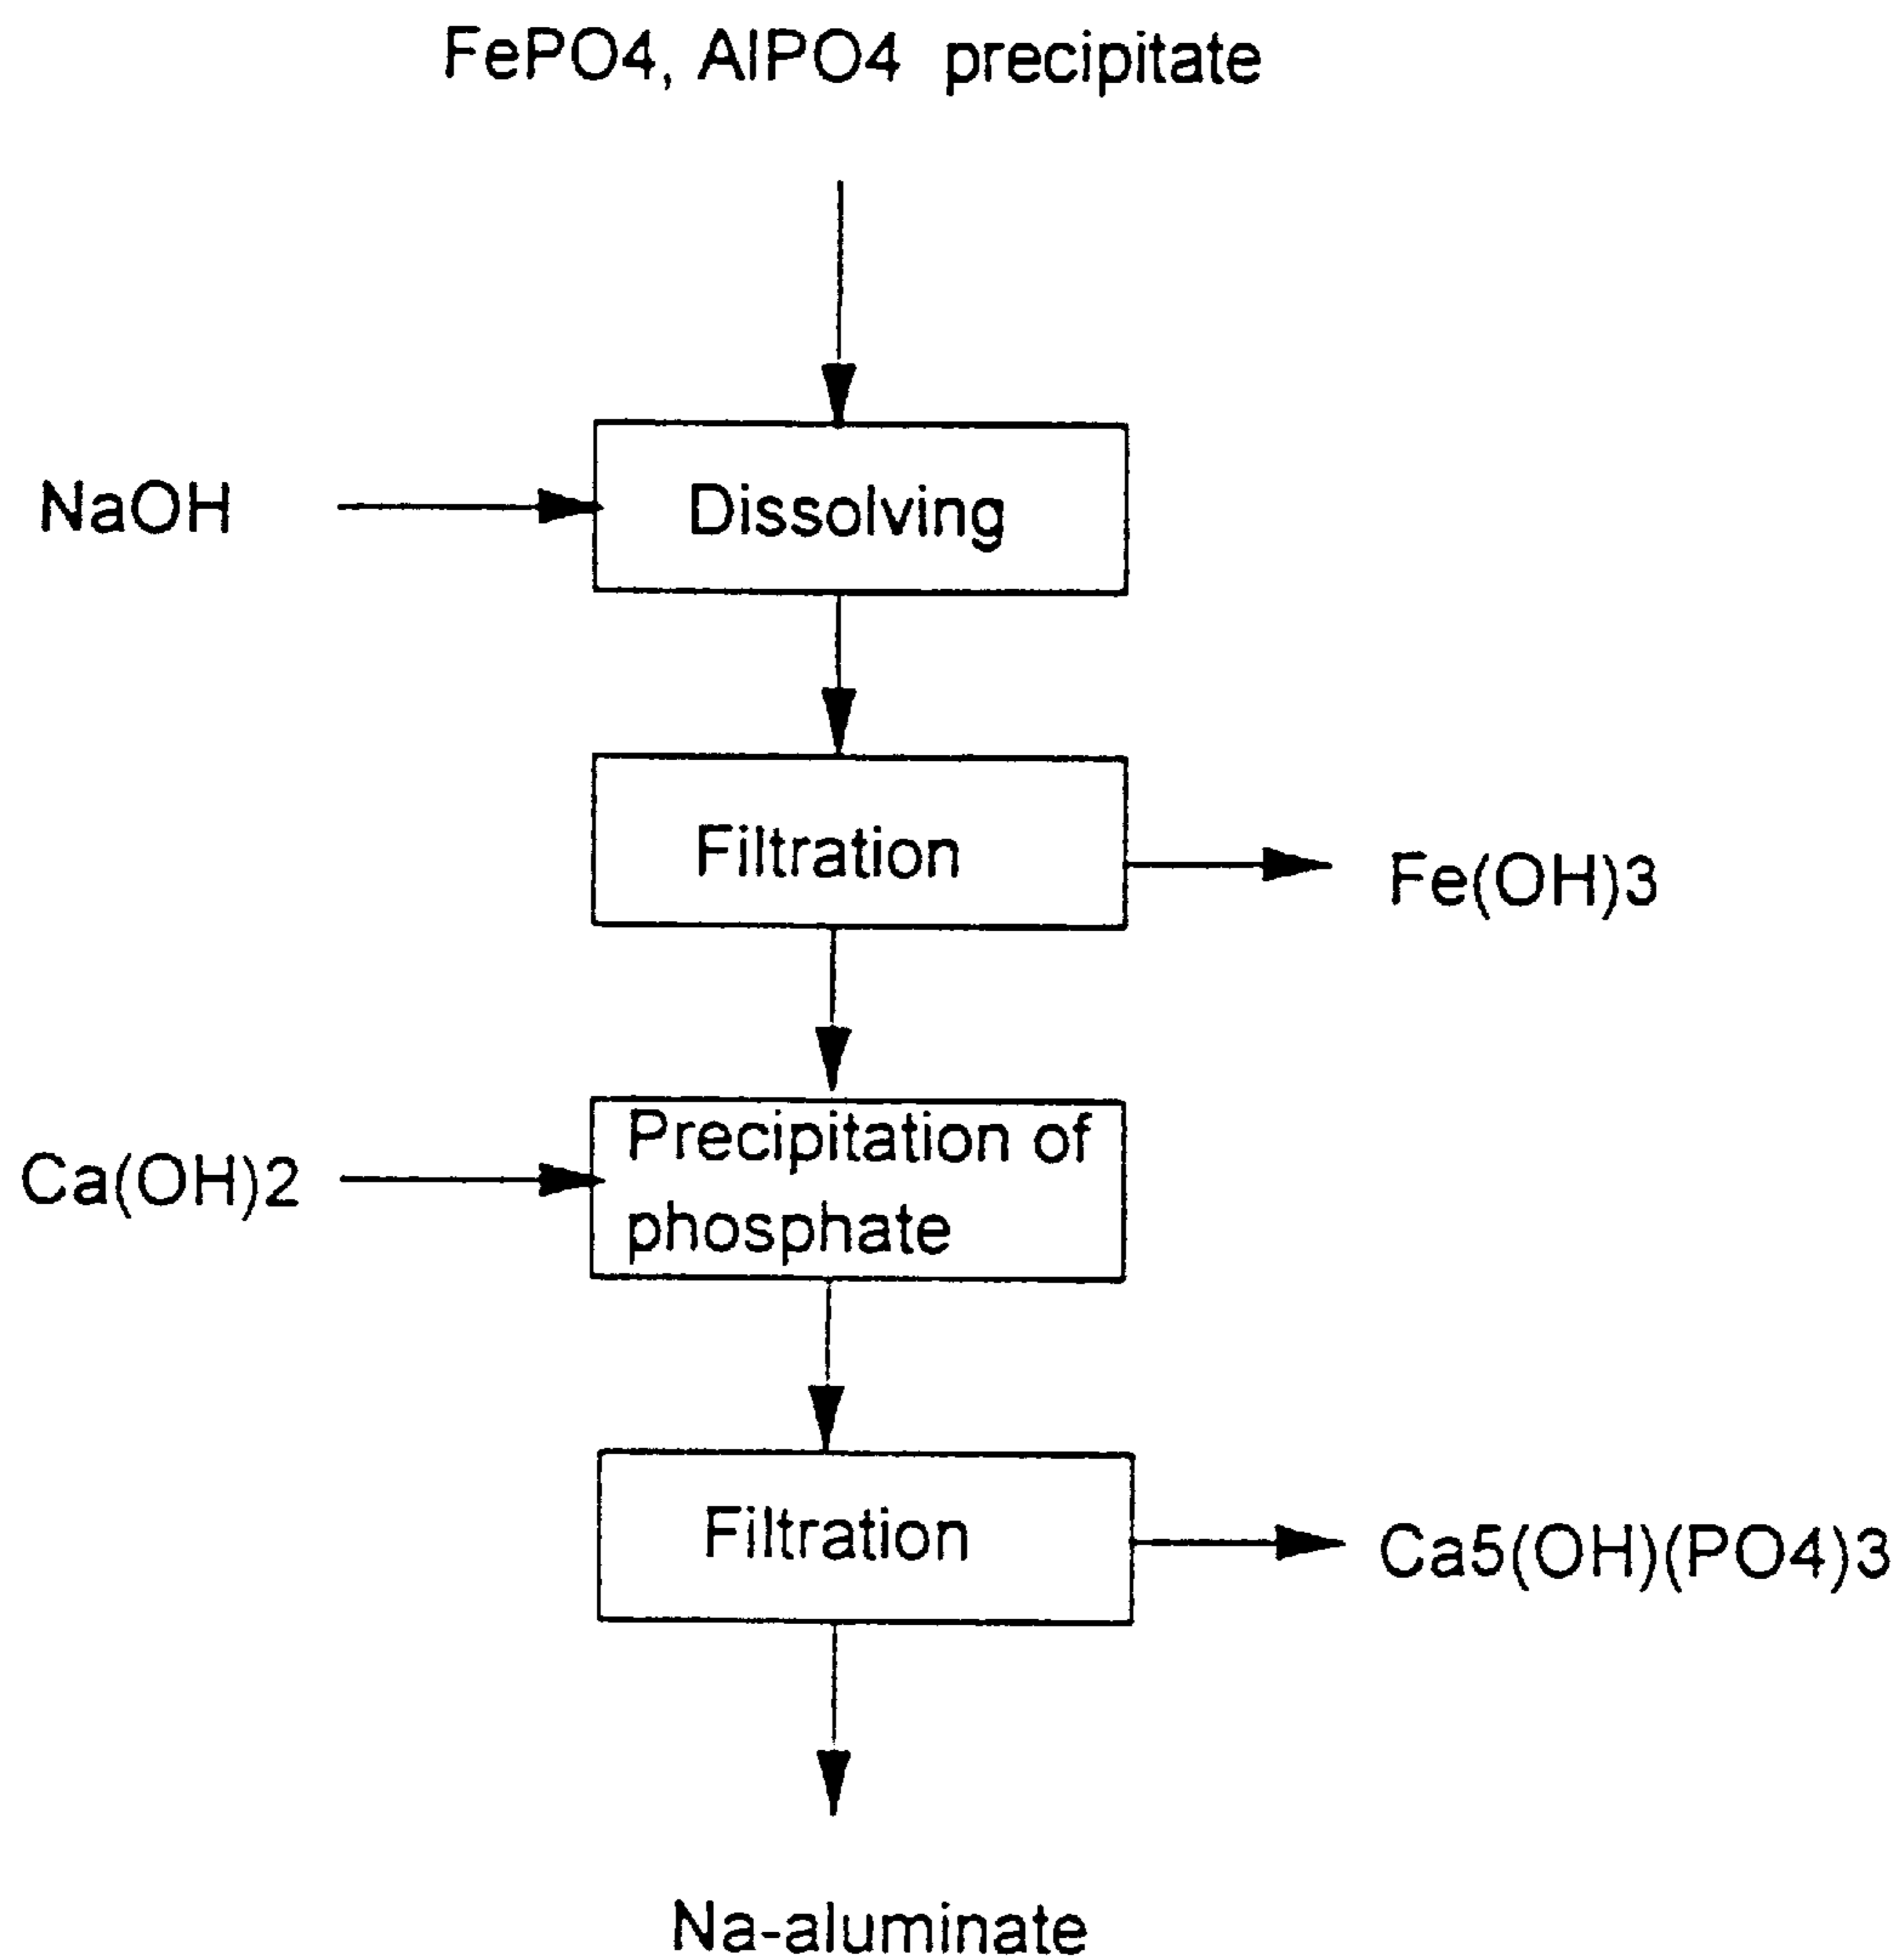 FePO4, AlPO4 precipitate
NaOH
Dissolving
Filtration
Fe(OH)3
Precipitation of
Ca(OH)2
phosphate
Filtration
Ca5(OH)(PO4)3
Na-aluminate